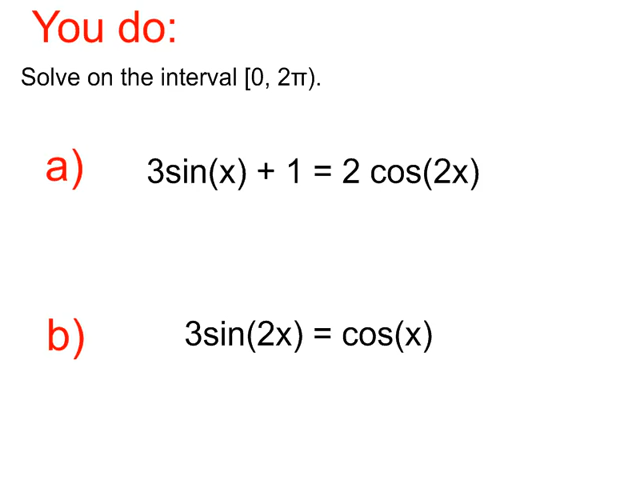 You do:
Solve on the interval [0, 2π).
a) 3sin(x) + 1 = 2 cos(2x)
b) 3sin(2x) = cos(x)